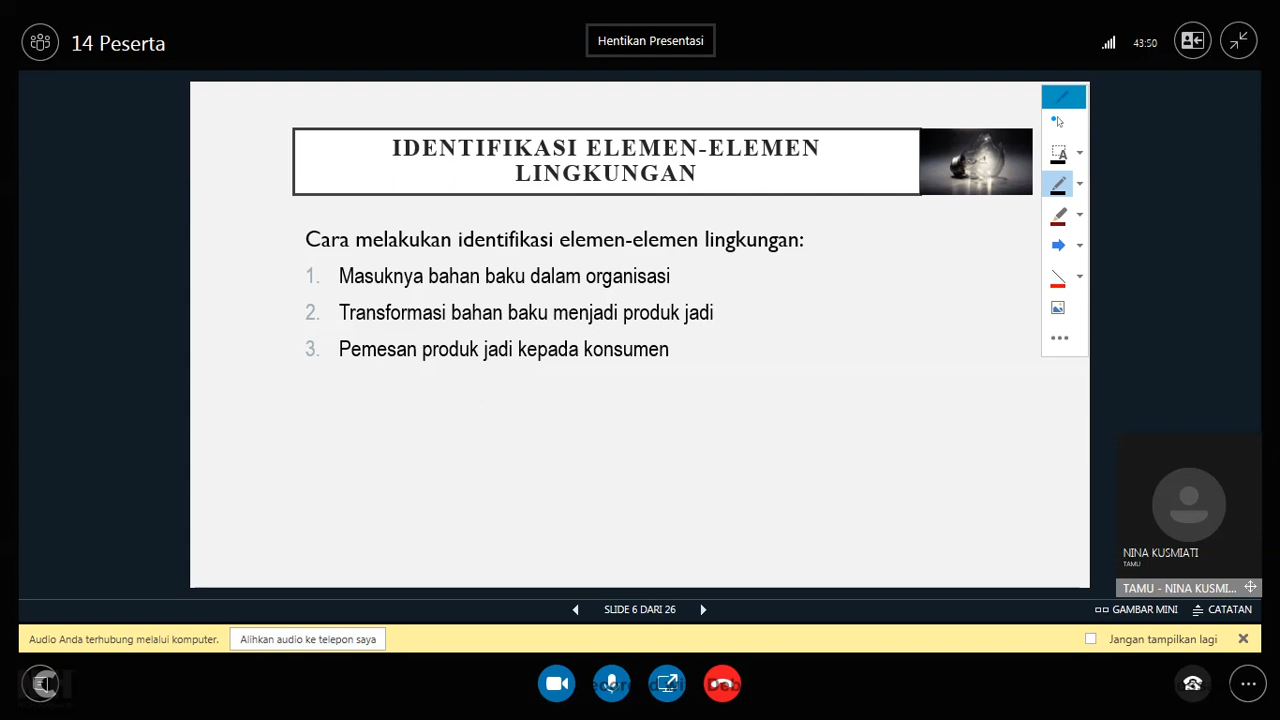 14 Peserta
Hentikan Presentasi
43:50
IDENTIFIKASI ELEMEN-ELEMEN
LINGKUNGAN
Cara melakukan identifikasi elemen-elemen lingkungan:
1. Masuknya bahan baku dalam organisasi
2. Transformasi bahan baku menjadi produk jadi
3. Pemesan produk jadi kepada konsumen
A
NINA KUSMIATI
TAMU
TAMU - NINA KUSMI...
SLIDE 6 DARI 26
GAMBAR MINI
CATATAN
Audio Anda terhubung melalui komputer.
Alihkan audio ke telepon saya
Jangan tampilkan lagi